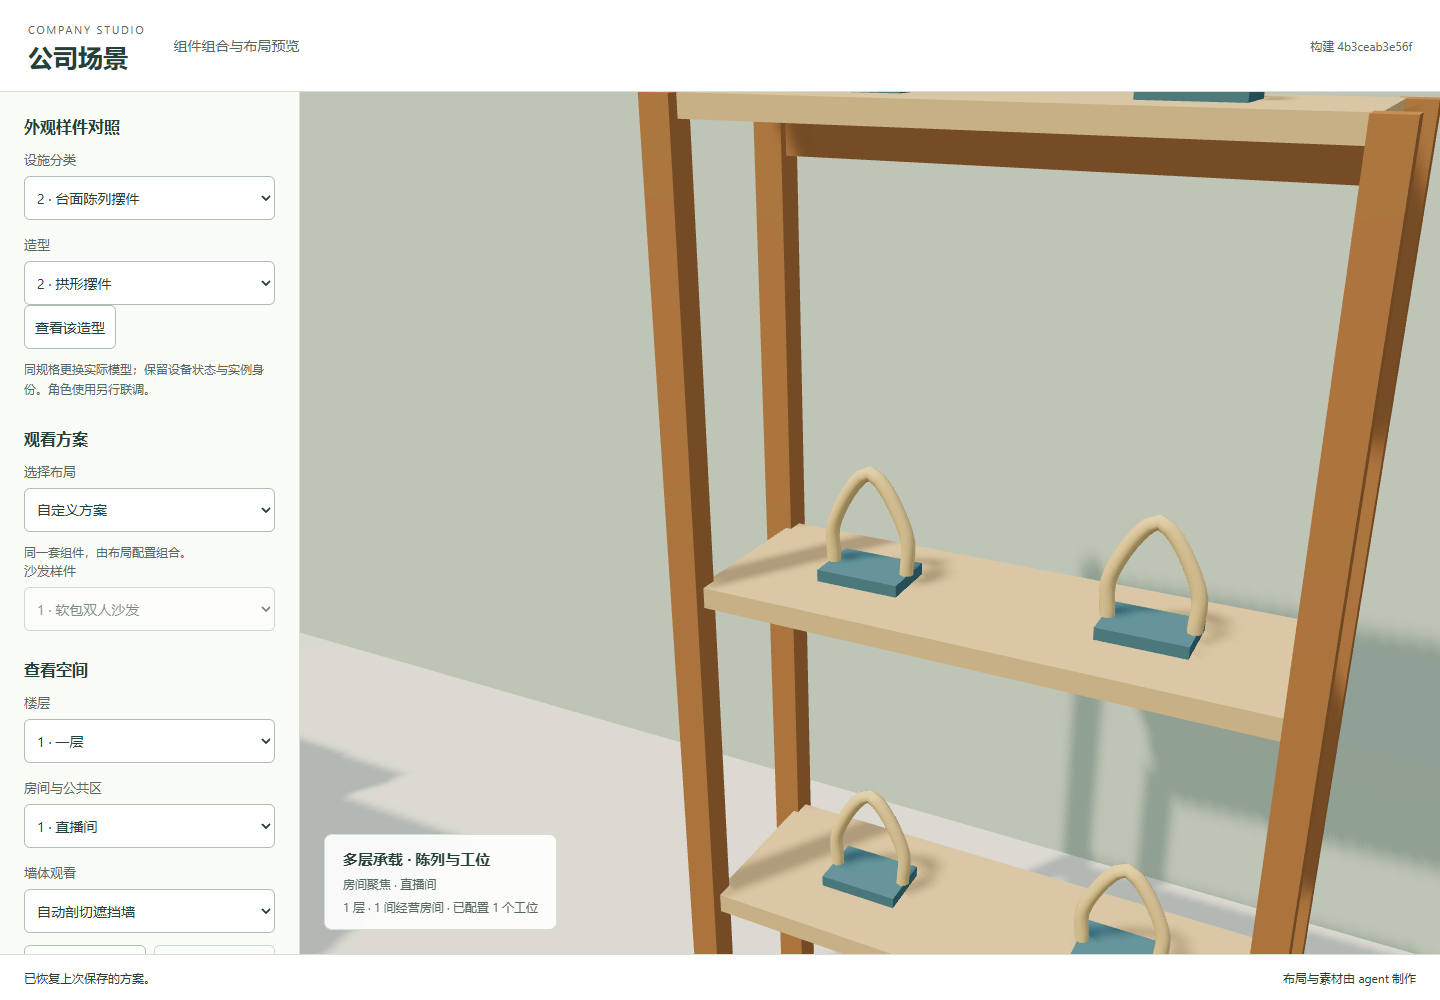 COMPANY STUDIO
公司场景
组件组合与布局预览
构建 4b3ceab3e56f
外观样件对照
设施分类
2 · 台面陈列摆件
造型
2 · 拱形摆件
查看该造型
同规格更换实际模型；保留设备状态与实例身
份。角色使用另行联调。
观看方案
选择布局
自定义方案
同一套组件，由布局配置组合。
沙发样件
1 · 软包双人沙发
查看空间
楼层
1 · 一层
房间与公共区
1 · 直播间
墙体观看
自动剖切遮挡墙
多层承载 · 陈列与工位
房间聚焦 · 直播间
1 层 · 1 间经营房间 · 已配置 1 个工位
已恢复上次保存的方案。
布局与素材由 agent 制作